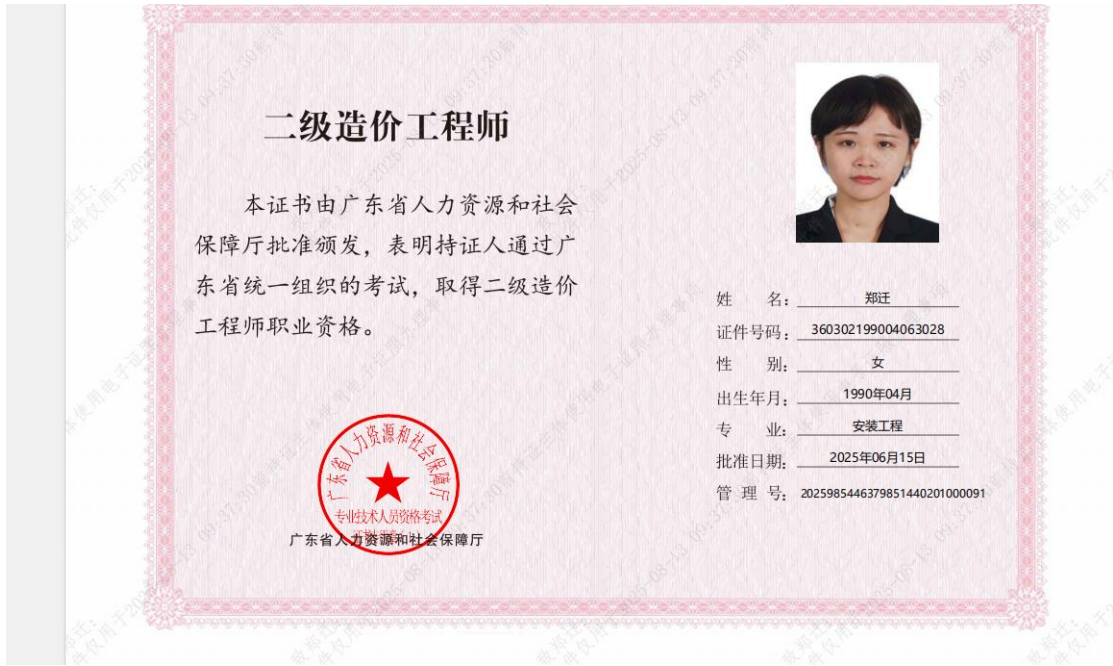 二级造价工程师
本证书由广东省人力资源和社会
保障厅批准颁发，表明持证人通过广
东省统一组织的考试，取得二级造价
工程师职业资格。
姓 名： 郑迁
证件号码： 360302199004063028
性 别： 女
出生年月： 1990年04月
专 业： 安装工程
批准日期： 2025年06月15日
管 理 号： 2025985446379851440201000091
广东省人力资源和社会保障厅
专业技术人员资格考试
广东省人力资源和社会保障厅